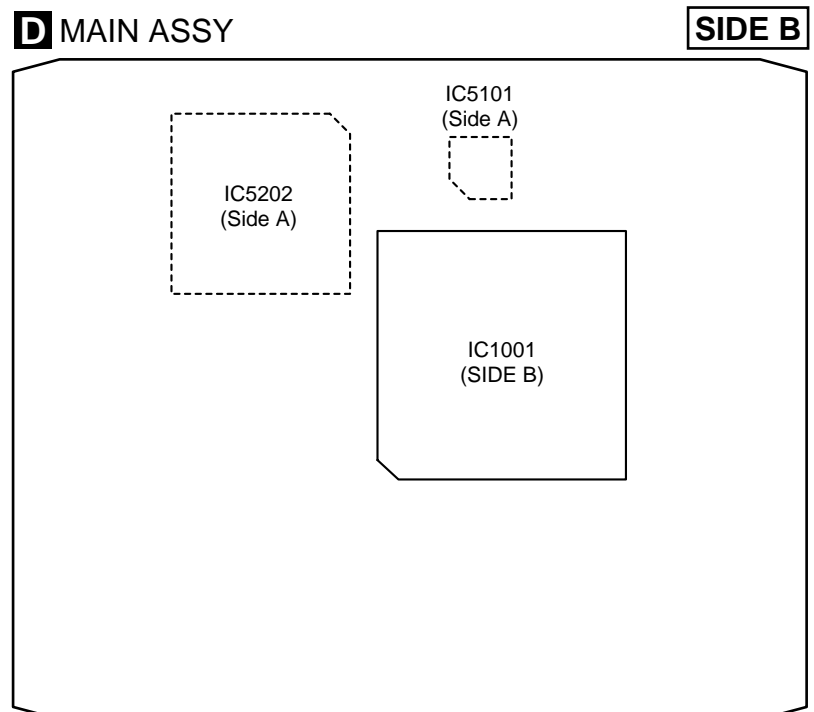 D MAIN ASSY
SIDE B
IC5101
(Side A)
IC5202
(Side A)
IC1001
(SIDE B)